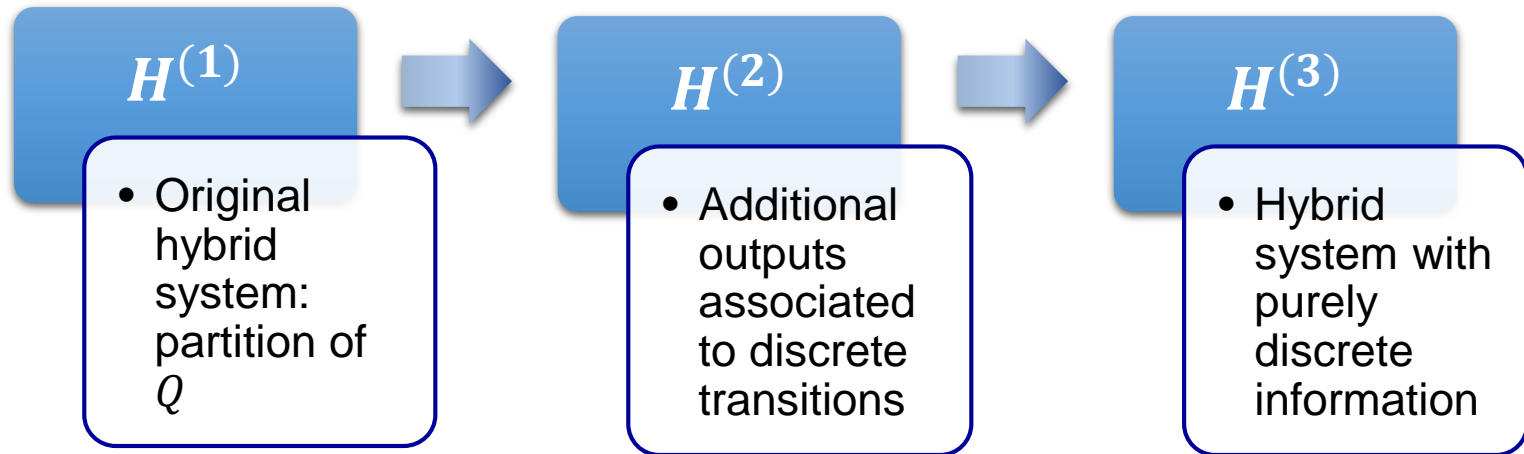 H(1)
• Original
hybrid
system:
partition of
Q
H(2)
• Additional
outputs
associated
to discrete
transitions
H(3)
• Hybrid
system with
purely
discrete
information